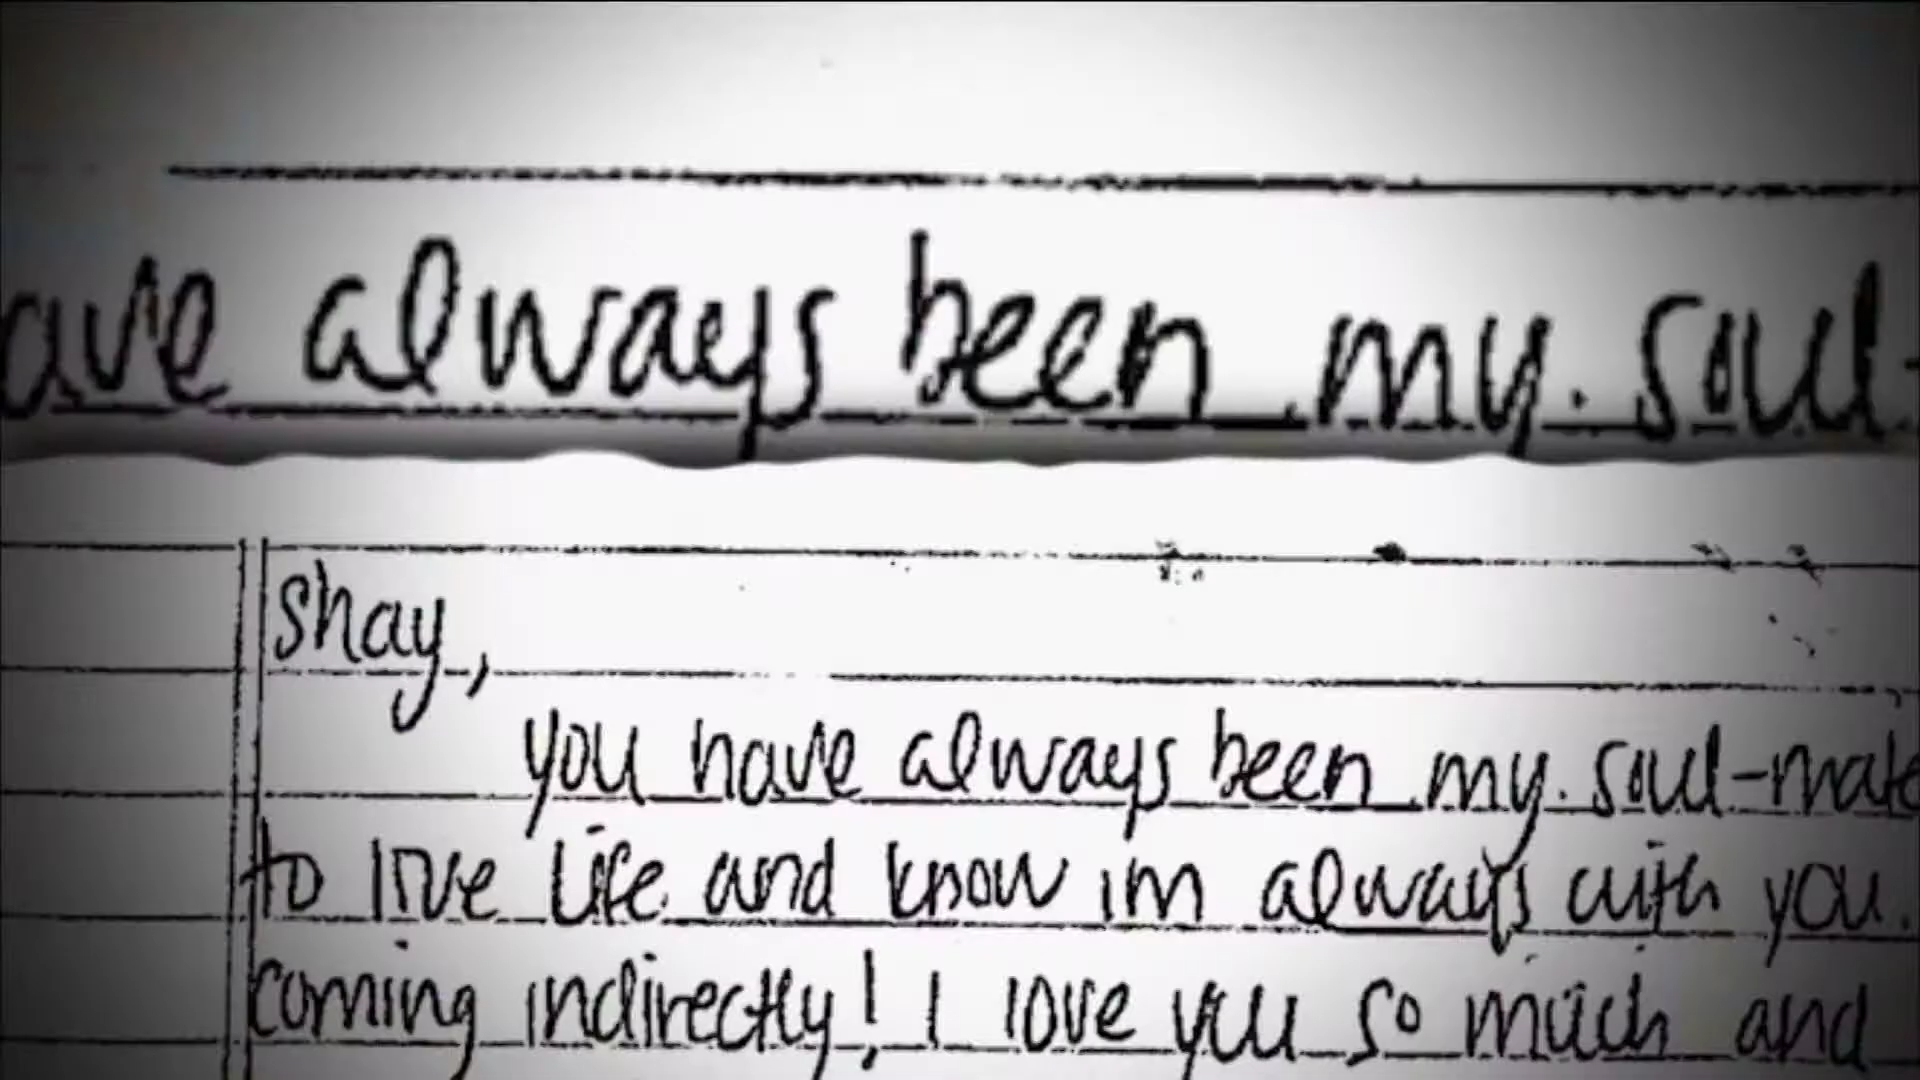 ave always been my. soul-
shay,
you have always been my. soul-mate
to live life and know im always with you.
coming indirectly! I love you so much and